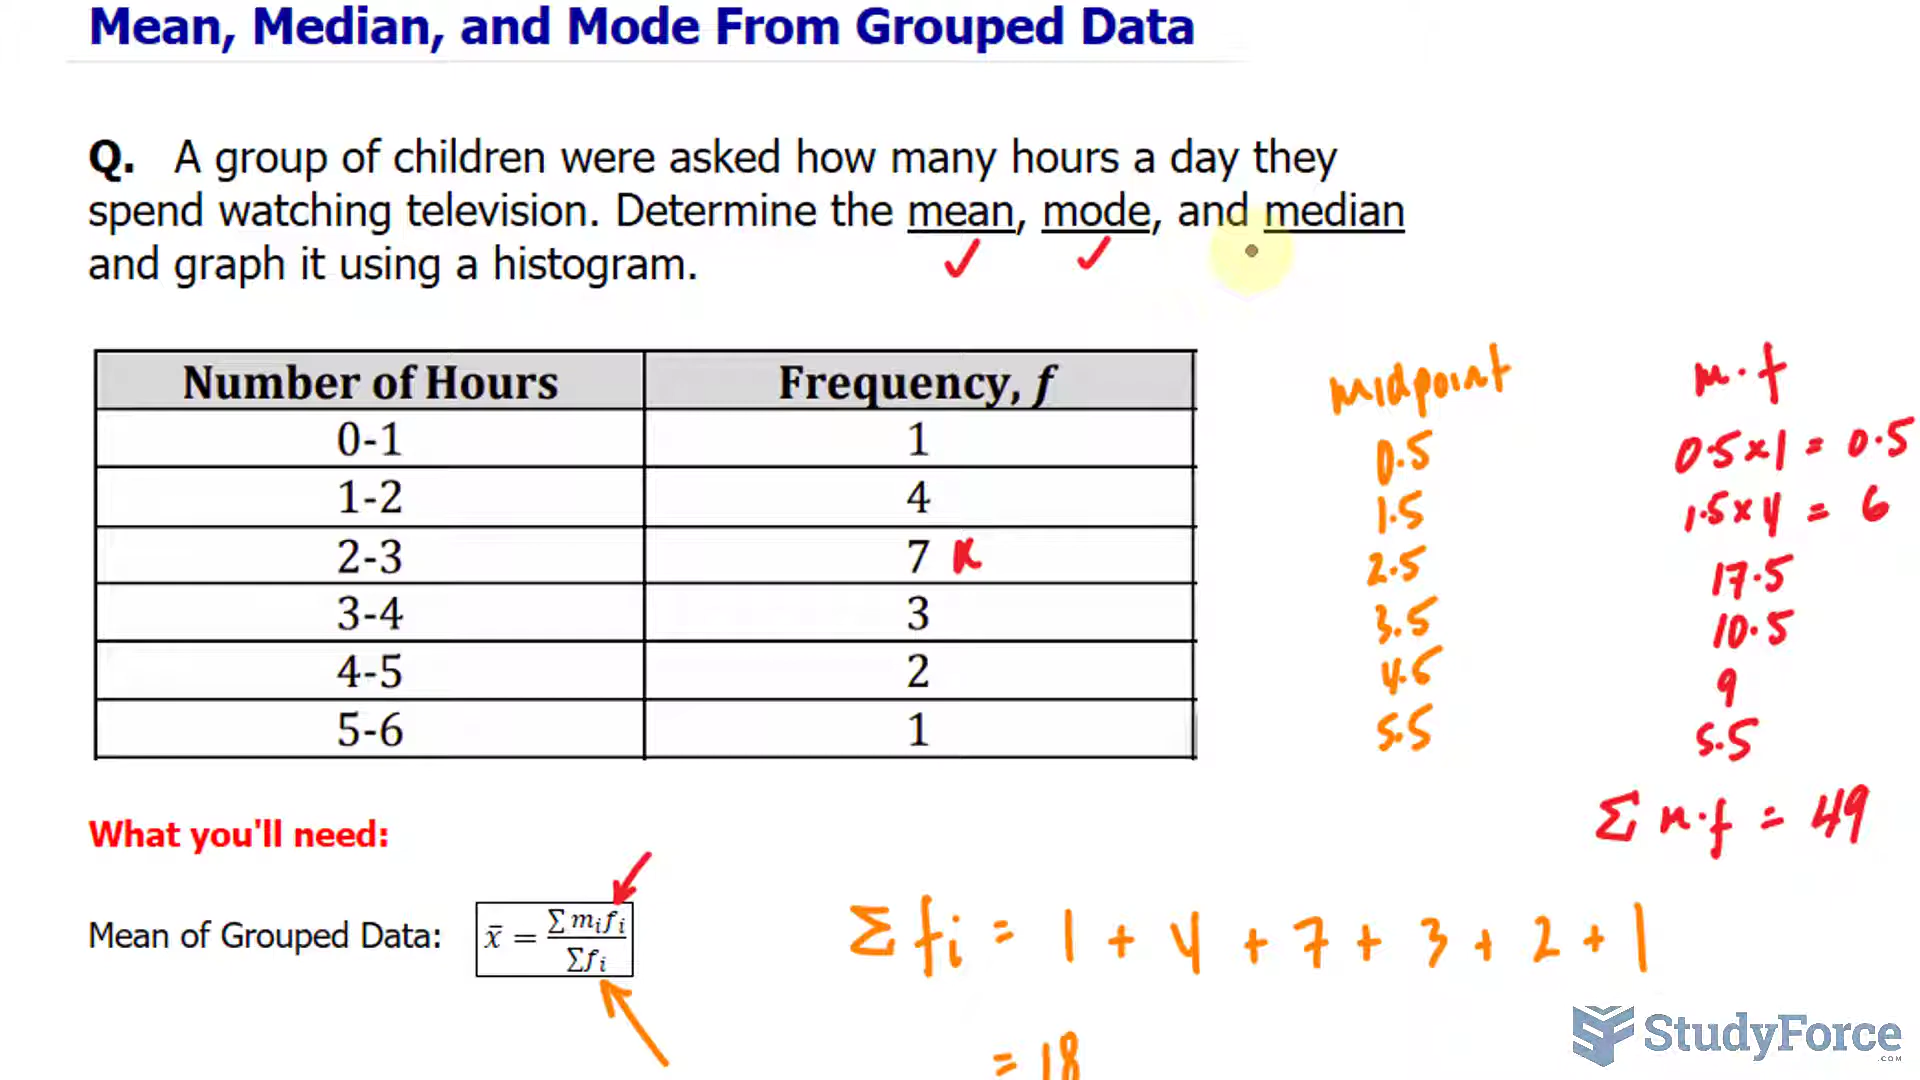 Mean, Median, and Mode From Grouped Data
Q. A group of children were asked how many hours a day they
spend watching television. Determine the mean, mode, and median
and graph it using a histogram.
Number of Hours Frequency, f midpoint m·f
0-1 1 0.5 0.5×1 = 0.5
1-2 4 1.5 1.5×4 = 6
2-3 7 2.5 17.5
3-4 3 3.5 10.5
4-5 2 4.5 9
5-6 1 5.5 5.5
Σ m·f = 49
What you'll need:
Mean of Grouped Data: x̄ = Σ mᵢfᵢ / Σfᵢ
Σ fi = 1 + 4 + 7 + 3 + 2 + 1
= 18
StudyForce
.COM